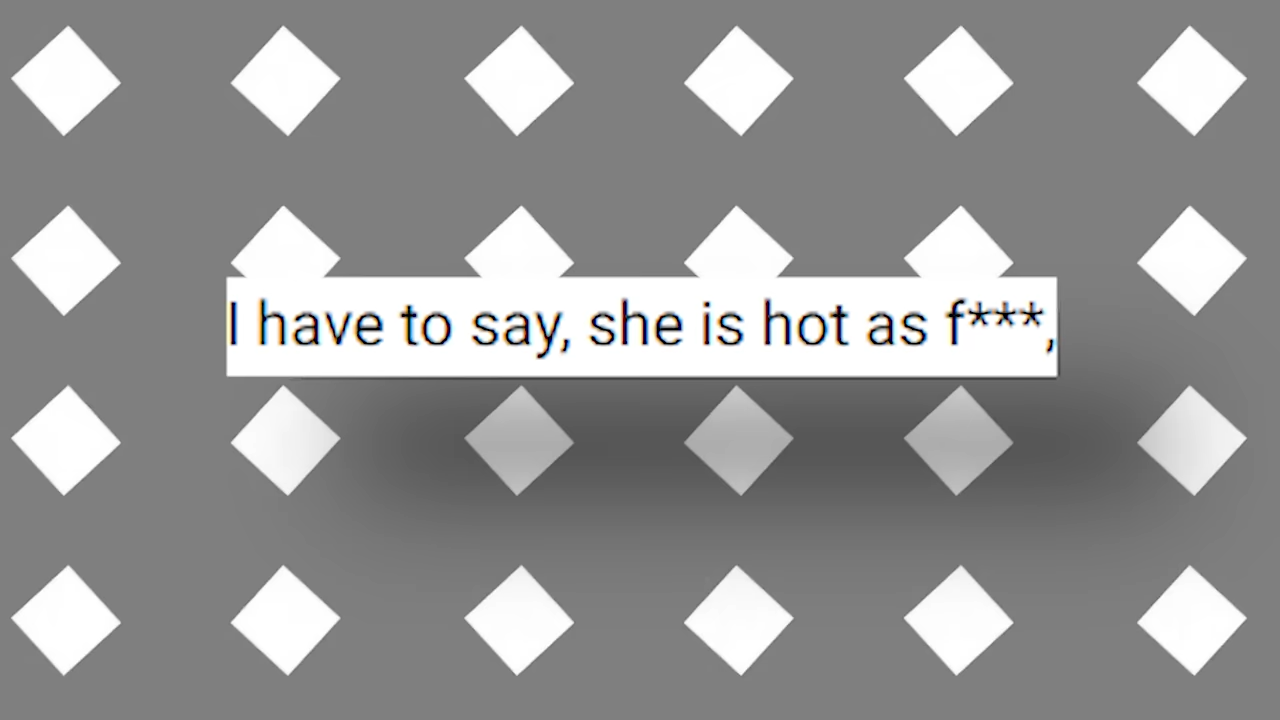 I have to say, she is hot as f***,